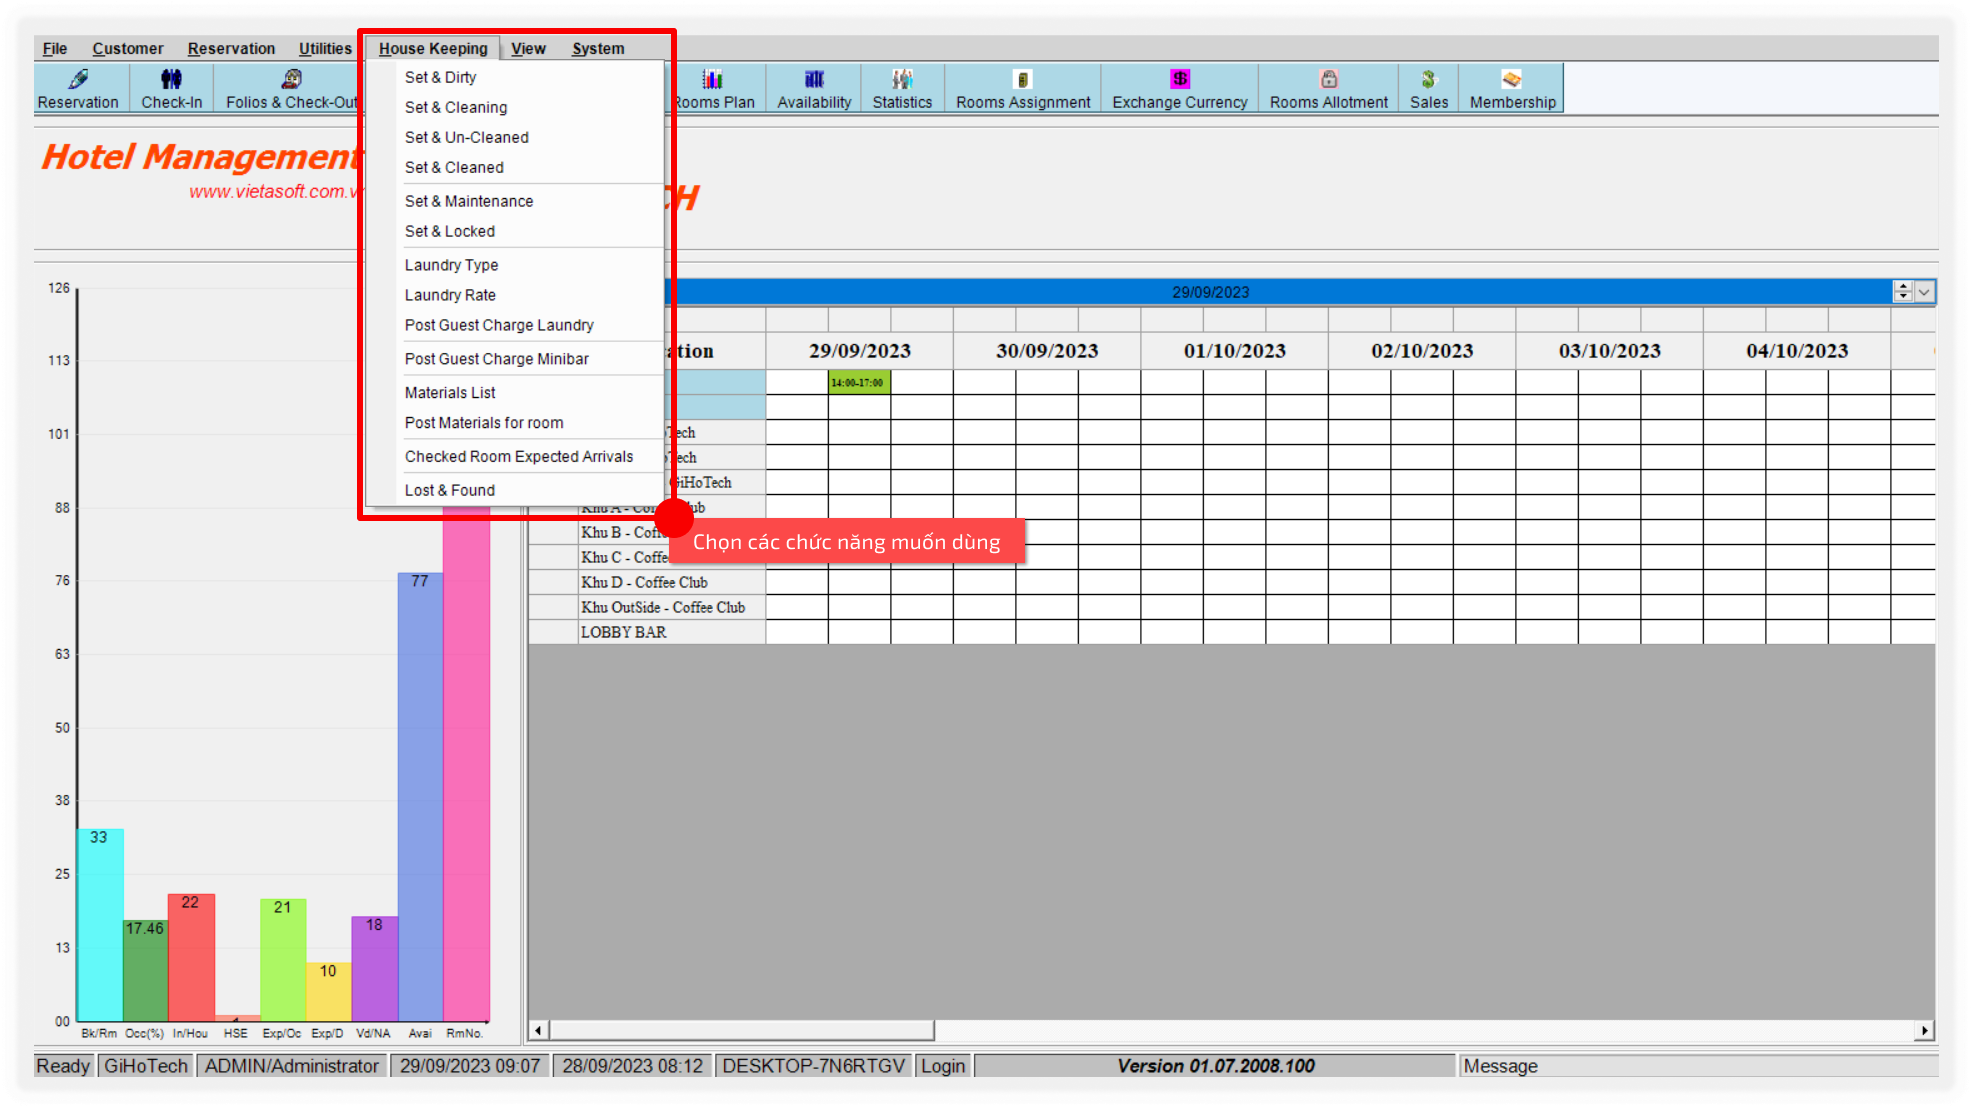 File Customer Reservation Utilities House Keeping View System
Reservation Check-In Folios & Check-Out Rooms Plan Availability Statistics Rooms Assignment Exchange Currency Rooms Allotment Sales Membership
Set & Dirty
Set & Cleaning
Set & Un-Cleaned
Set & Cleaned
Set & Maintenance
Set & Locked
Laundry Type
Laundry Rate
Post Guest Charge Laundry
Post Guest Charge Minibar
Materials List
Post Materials for room
Checked Room Expected Arrivals
Lost & Found
Hotel Management
www.vietasoft.com.v
CH
Chọn các chức năng muốn dùng
29/09/2023
ation 29/09/2023 30/09/2023 01/10/2023 02/10/2023 03/10/2023 04/10/2023
14:00-17:00
Tech
Tech
GiHoTech
Khu A - Co ub
Khu B - Coff
Khu C - Coffe
Khu D - Coffee Club
Khu OutSide - Coffee Club
LOBBY BAR
126
113
101
88
76
63
50
38
25
13
00
33 17.46 22 21 10 18 77
Bk/Rm Occ(%) In/Hou HSE Exp/Oc Exp/D Vd/NA Avai RmNo.
Ready GiHoTech ADMIN/Administrator 29/09/2023 09:07 28/09/2023 08:12 DESKTOP-7N6RTGV Login Version 01.07.2008.100 Message